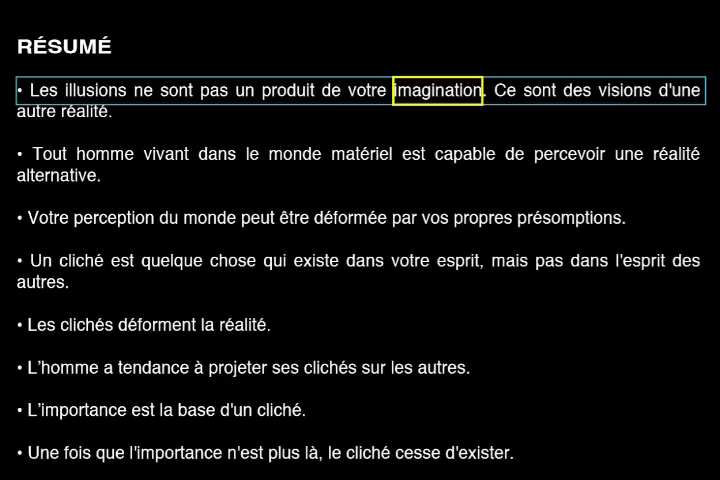 RÉSUMÉ
• Les illusions ne sont pas un produit de votre imagination. Ce sont des visions d'une
autre réalité.
• Tout homme vivant dans le monde matériel est capable de percevoir une réalité
alternative.
• Votre perception du monde peut être déformée par vos propres présomptions.
• Un cliché est quelque chose qui existe dans votre esprit, mais pas dans l'esprit des
autres.
• Les clichés déforment la réalité.
• L'homme a tendance à projeter ses clichés sur les autres.
• L'importance est la base d'un cliché.
• Une fois que l'importance n'est plus là, le cliché cesse d'exister.